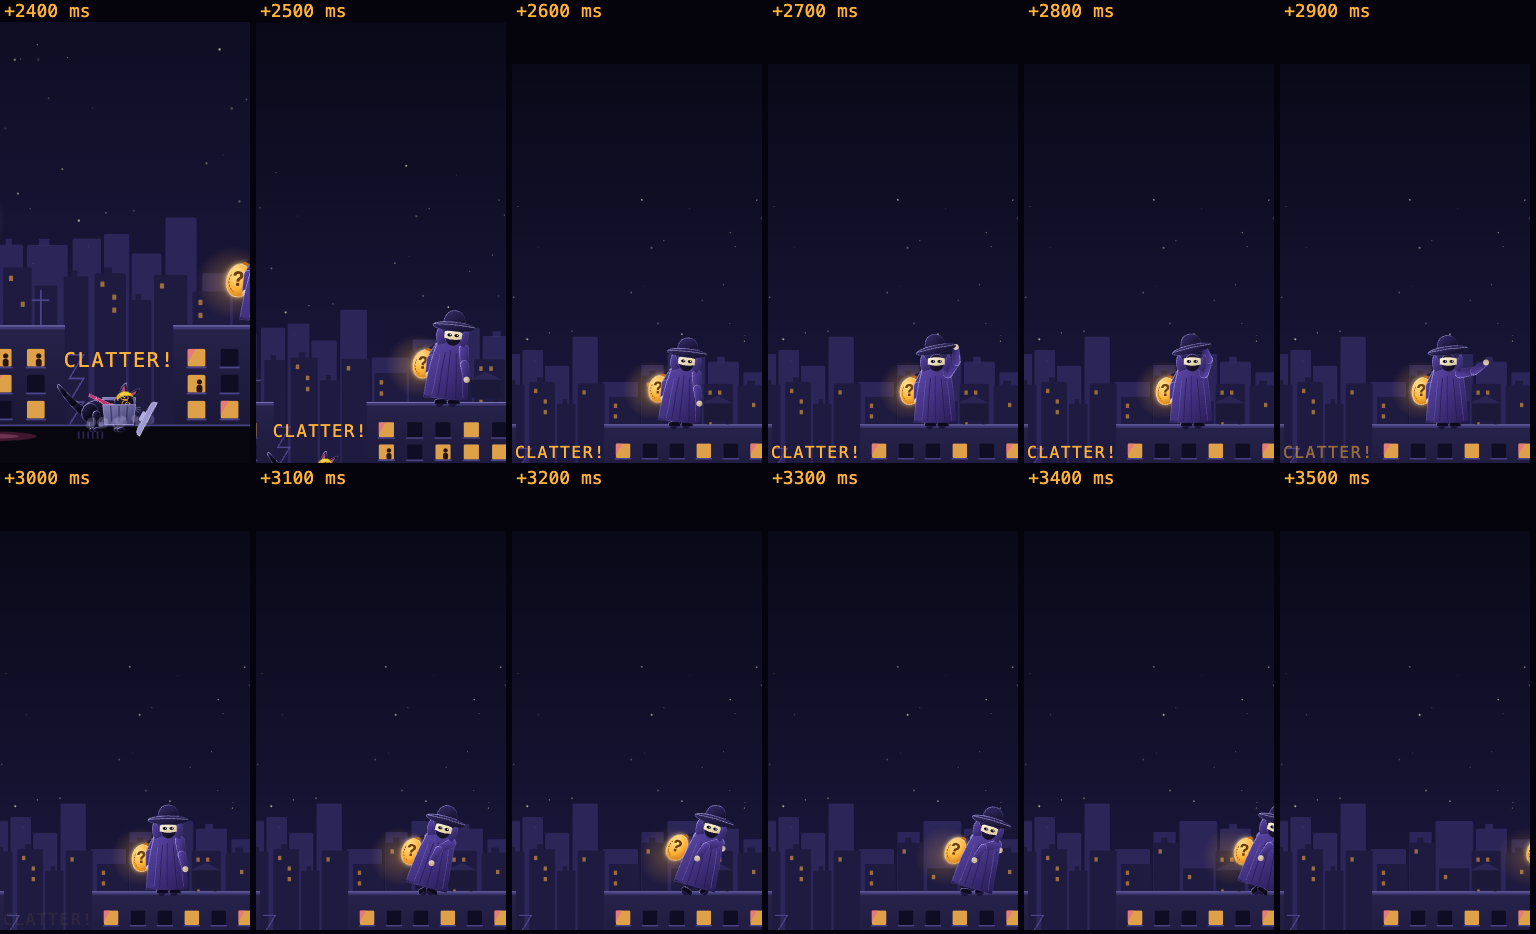 +2400 ms
+2500 ms
+2600 ms
+2700 ms
+2800 ms
+2900 ms
?
CLATTER!
?
CLATTER!
?
CLATTER!
?
CLATTER!
?
CLATTER!
?
CLATTER!
+3000 ms
+3100 ms
+3200 ms
+3300 ms
+3400 ms
+3500 ms
?
CLATTER!
?
?
?
?